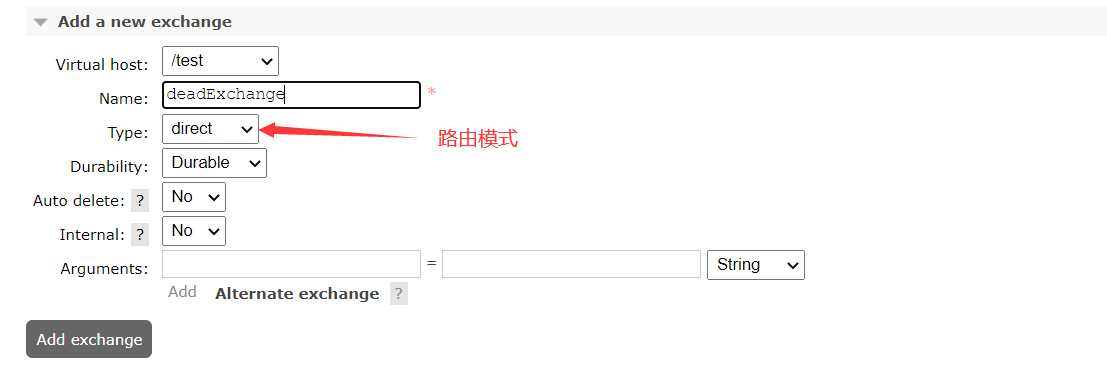 Add a new exchange
Virtual host: /test
Name: deadExchange *
Type: direct 路由模式
Durability: Durable
Auto delete: ? No
Internal: ? No
Arguments: = String
Add Alternate exchange ?
Add exchange